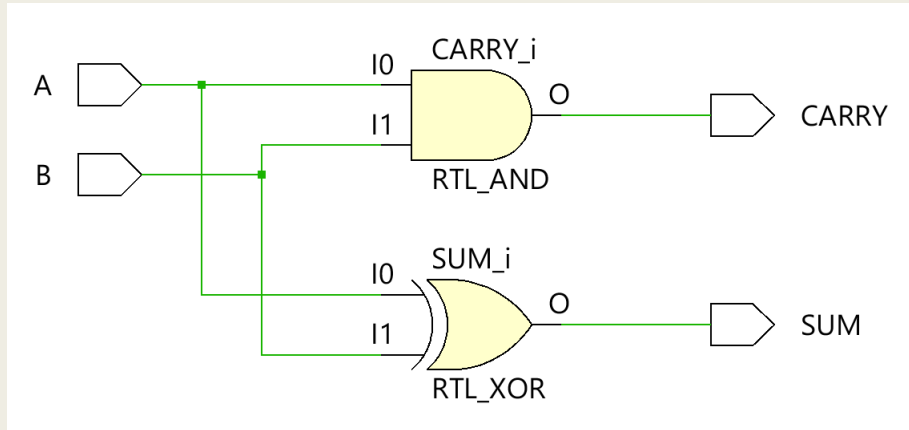 CARRY_i
I0
A
O
CARRY
I1
B
RTL_AND
SUM_i
I0
O
SUM
I1
RTL_XOR